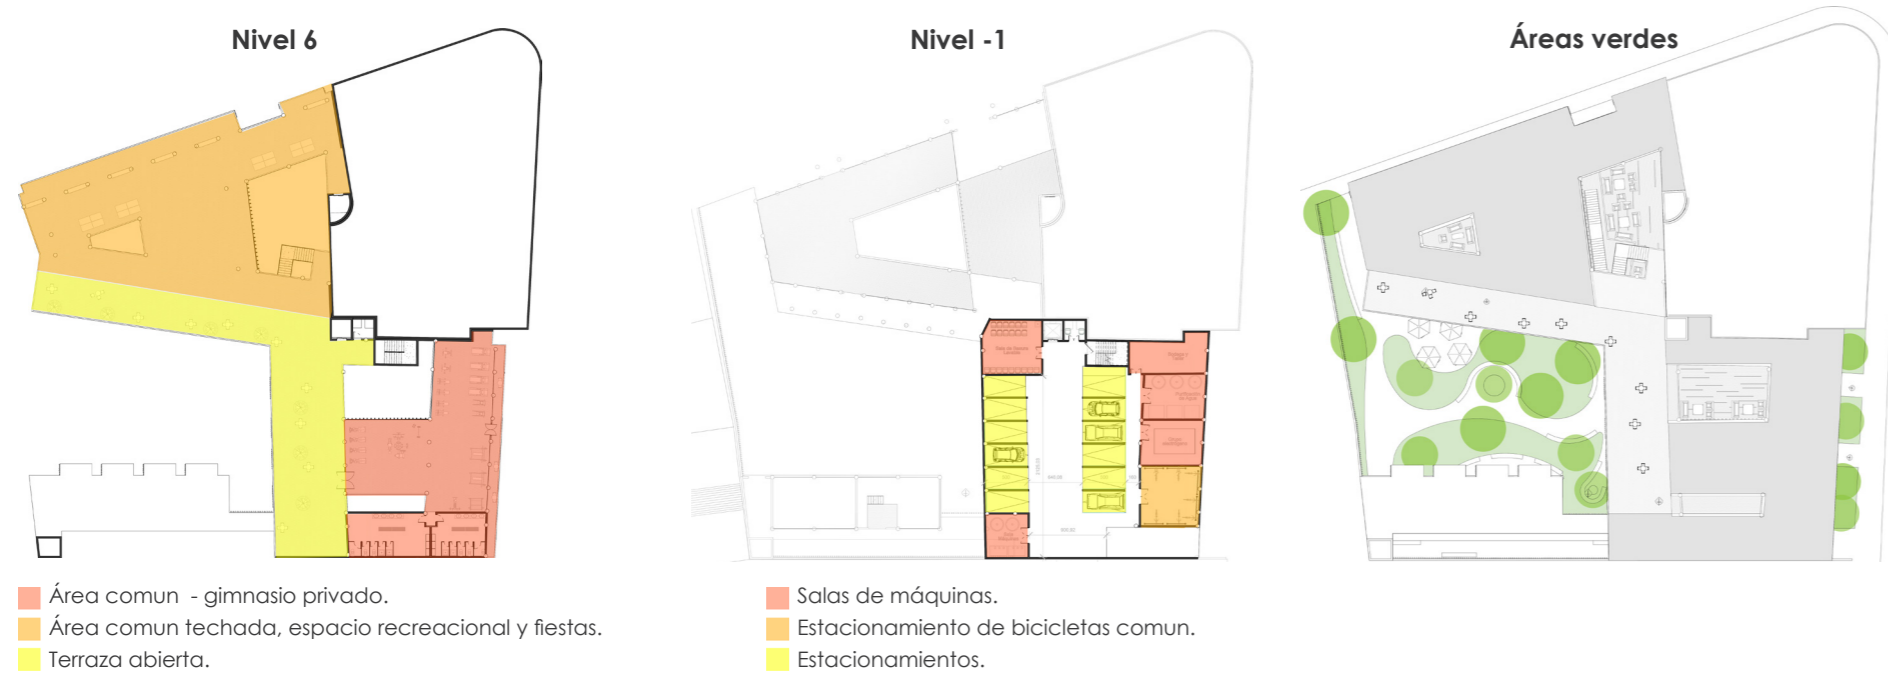 Nivel 6
Nivel -1
Áreas verdes
Área comun - gimnasio privado.
Área comun techada, espacio recreacional y fiestas.
Terraza abierta.
Salas de máquinas.
Estacionamiento de bicicletas comun.
Estacionamientos.